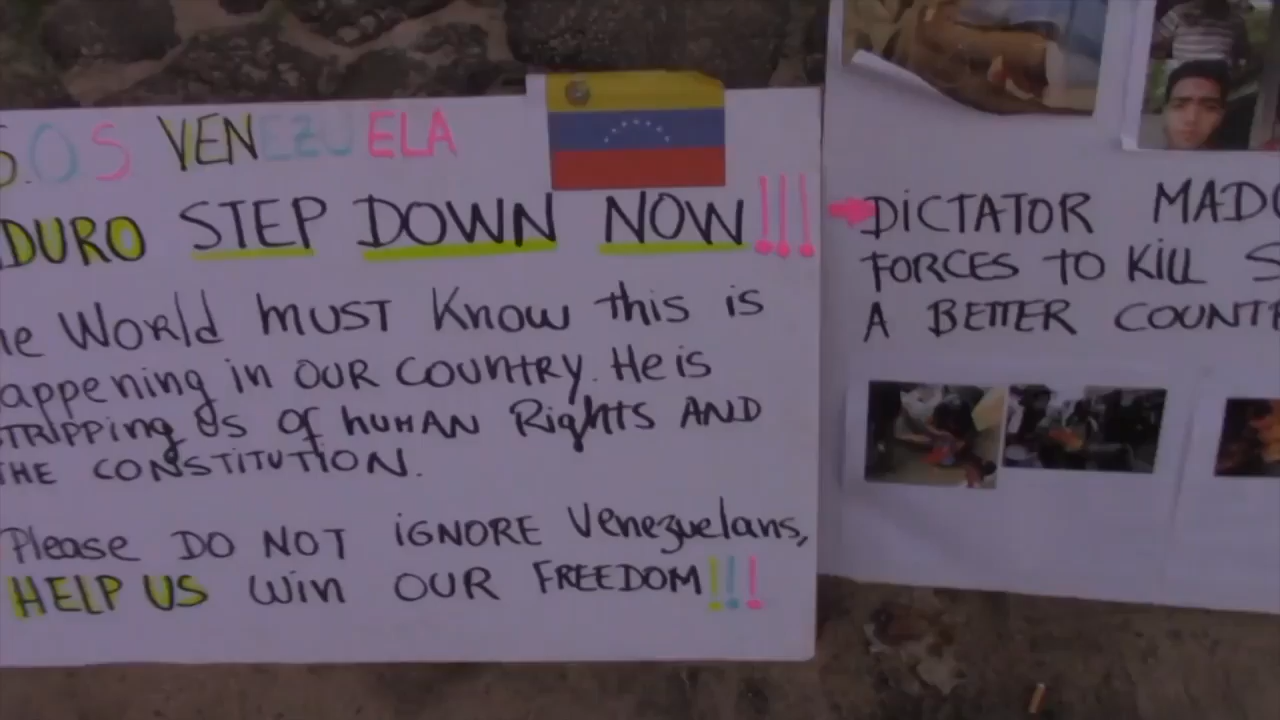 S.O S VENEZUELA
DURO STEP DOWN NOW!!!
he World MUST Know this is
appening in OUR COUNTRY. He is
TRIPPing us of HUMAN Rights AND
THE CONSTITUTION.
Please DO NOT iGNORE Venezuelans,
HELP US Win OUR FREEDOM!!!
DiCTATOR MADU
FORCES TO KiLL S
A BETTER COUNT